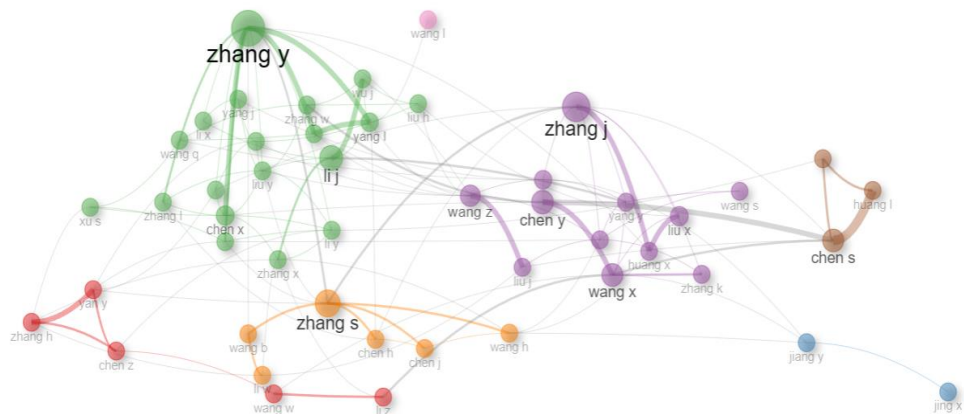 wang l
zhang y
wu j
yang j
liu h
zhang w
li x
yang l
zhang j
wang q
li j
liu y
huang l
wang s
zhang l
wang z
chen y
yang y
xu s
chen x
liu x
li y
chen s
huang x
zhang x
liu j
wang x
zhang k
yan y
zhang s
zhang h
wang b
chen h
chen j
wang h
jiang y
chen z
wang w
li z
jing x